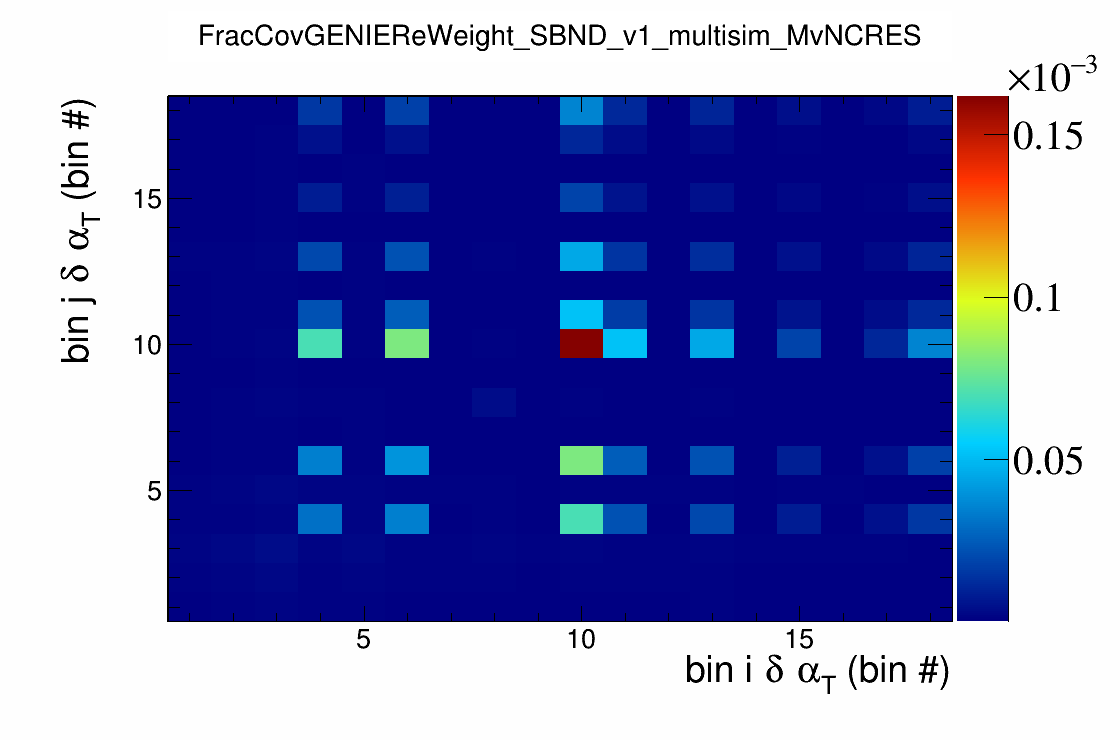 FracCovGENIEReWeight_SBND_v1_multisim_MvNCRES
×10⁻³
bin j δ α_T (bin #)
15
10
5
0.15
0.1
0.05
5 10 15
bin i δ α_T (bin #)